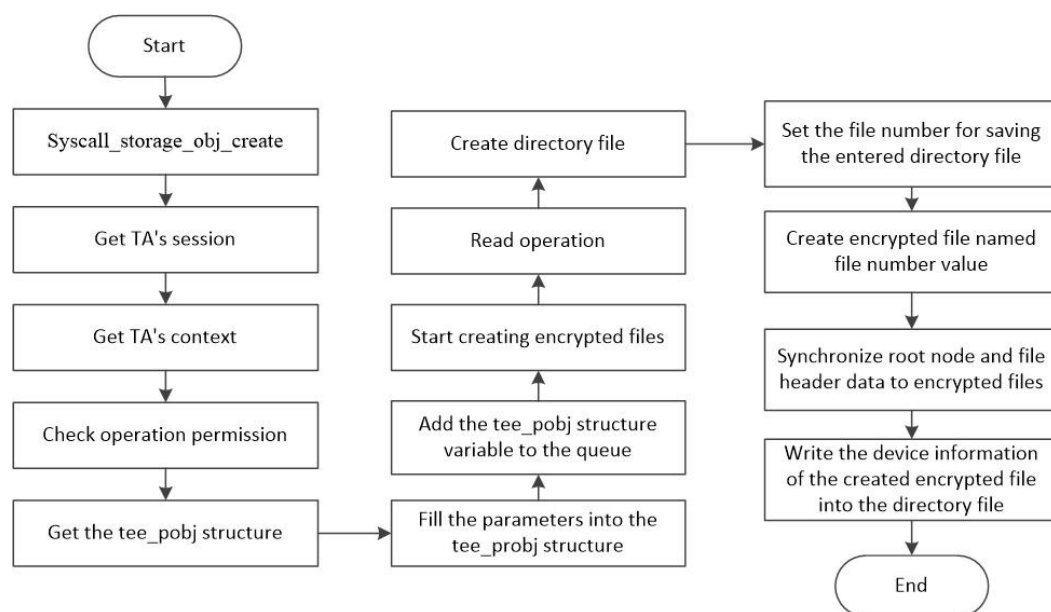 Start
Syscall_storage_obj_create
Get TA's session
Get TA's context
Check operation permission
Get the tee_pobj structure
Fill the parameters into the
tee_probj structure
Add the tee_pobj structure
variable to the queue
Start creating encrypted files
Read operation
Create directory file
Set the file number for saving
the entered directory file
Create encrypted file named
file number value
Synchronize root node and file
header data to encrypted files
Write the device information
of the created encrypted file
into the directory file
End